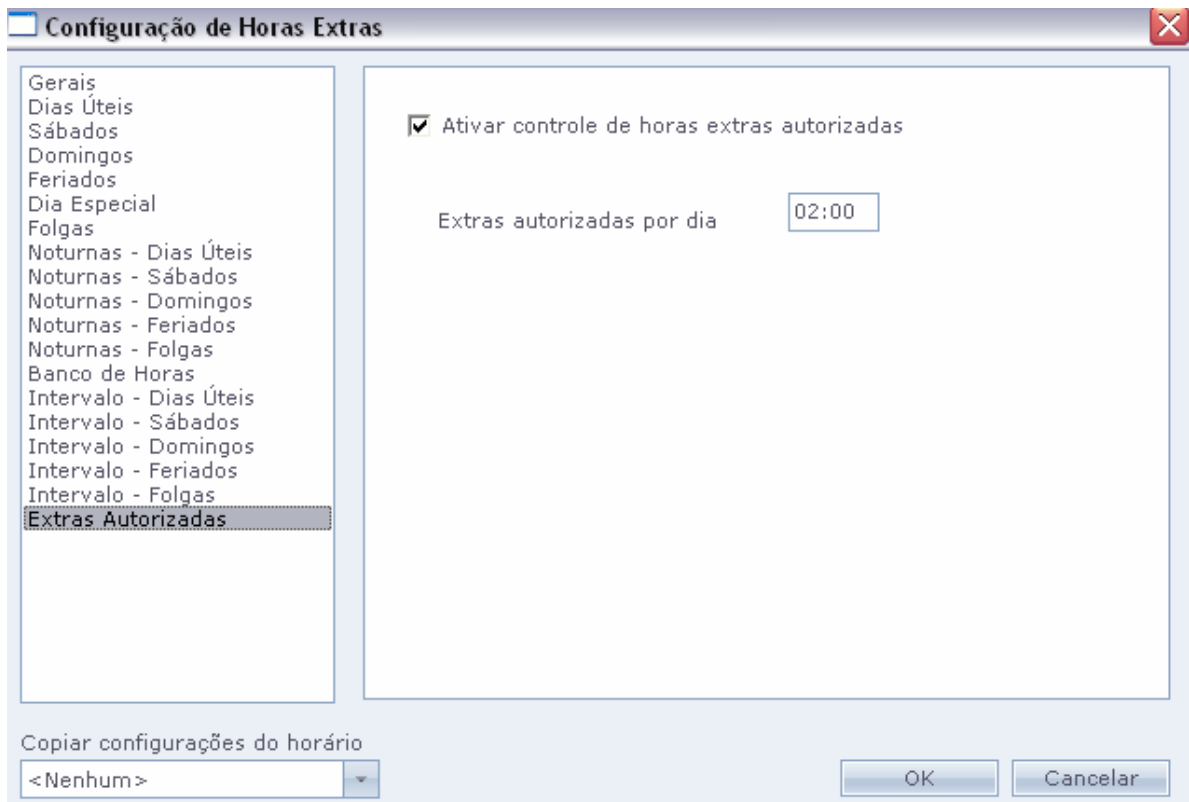 Configuração de Horas Extras
Gerais
Dias Úteis
Sábados
Domingos
Feriados
Dia Especial
Folgas
Noturnas - Dias Úteis
Noturnas - Sábados
Noturnas - Domingos
Noturnas - Feriados
Noturnas - Folgas
Banco de Horas
Intervalo - Dias Úteis
Intervalo - Sábados
Intervalo - Domingos
Intervalo - Feriados
Intervalo - Folgas
Extras Autorizadas
Ativar controle de horas extras autorizadas
Extras autorizadas por dia 02:00
Copiar configurações do horário
<Nenhum>
OK Cancelar